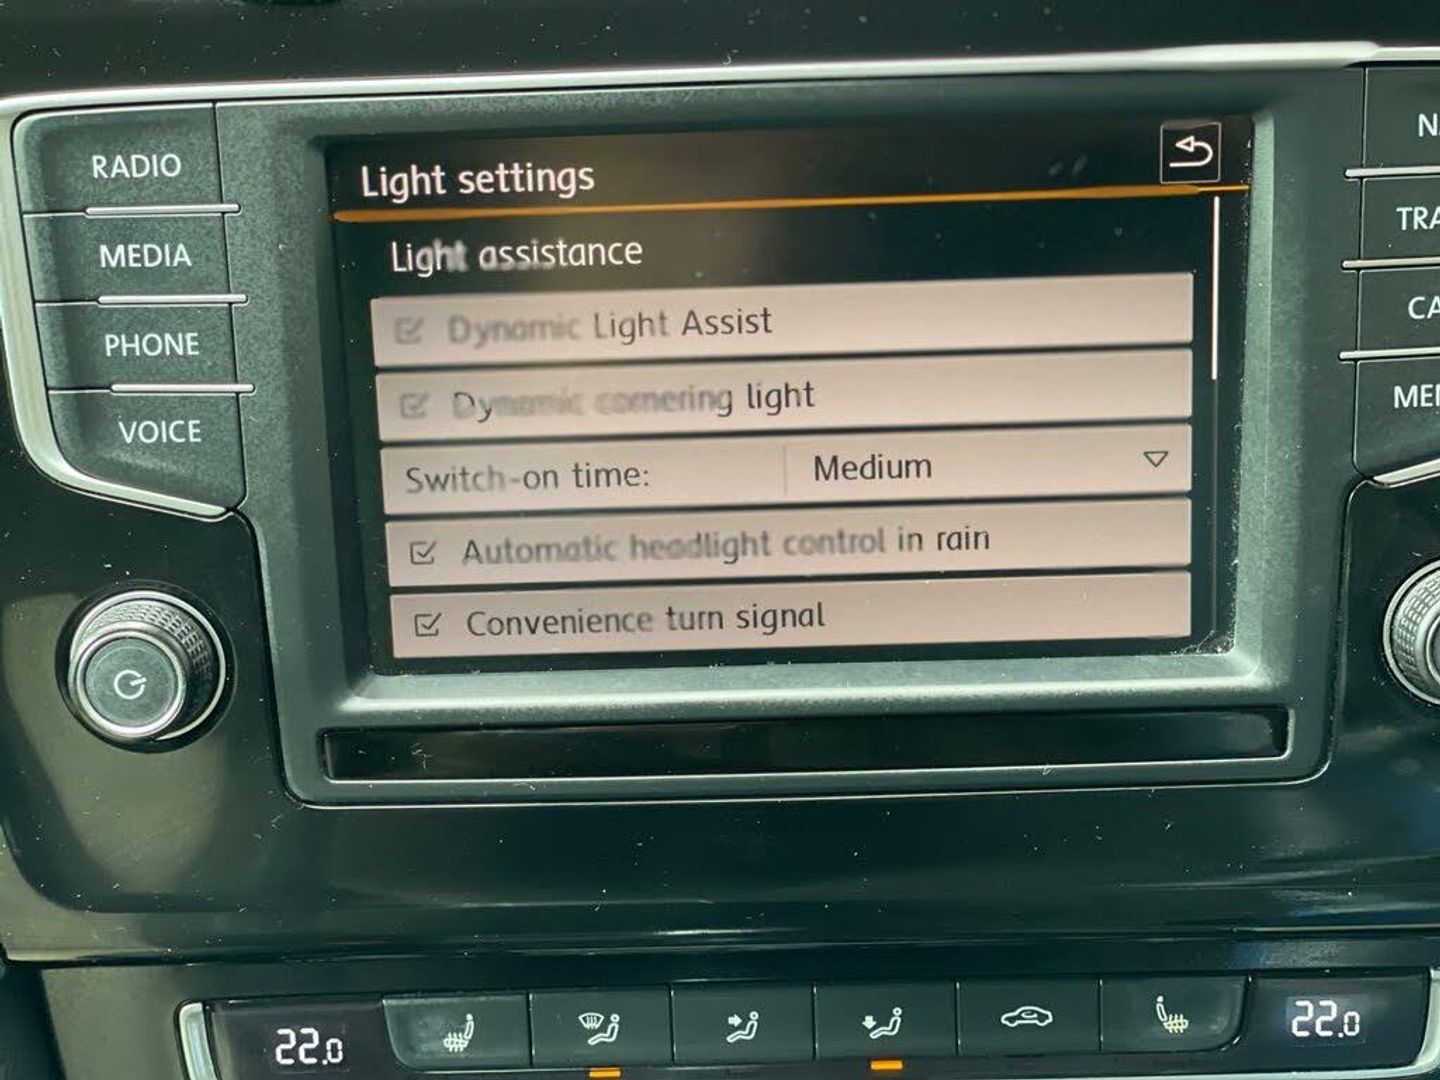 RADIO
MEDIA
PHONE
VOICE
Light settings
Light assistance
Dynamic Light Assist
Dynamic cornering light
Switch-on time: Medium
Automatic headlight control in rain
Convenience turn signal
22.0
22.0